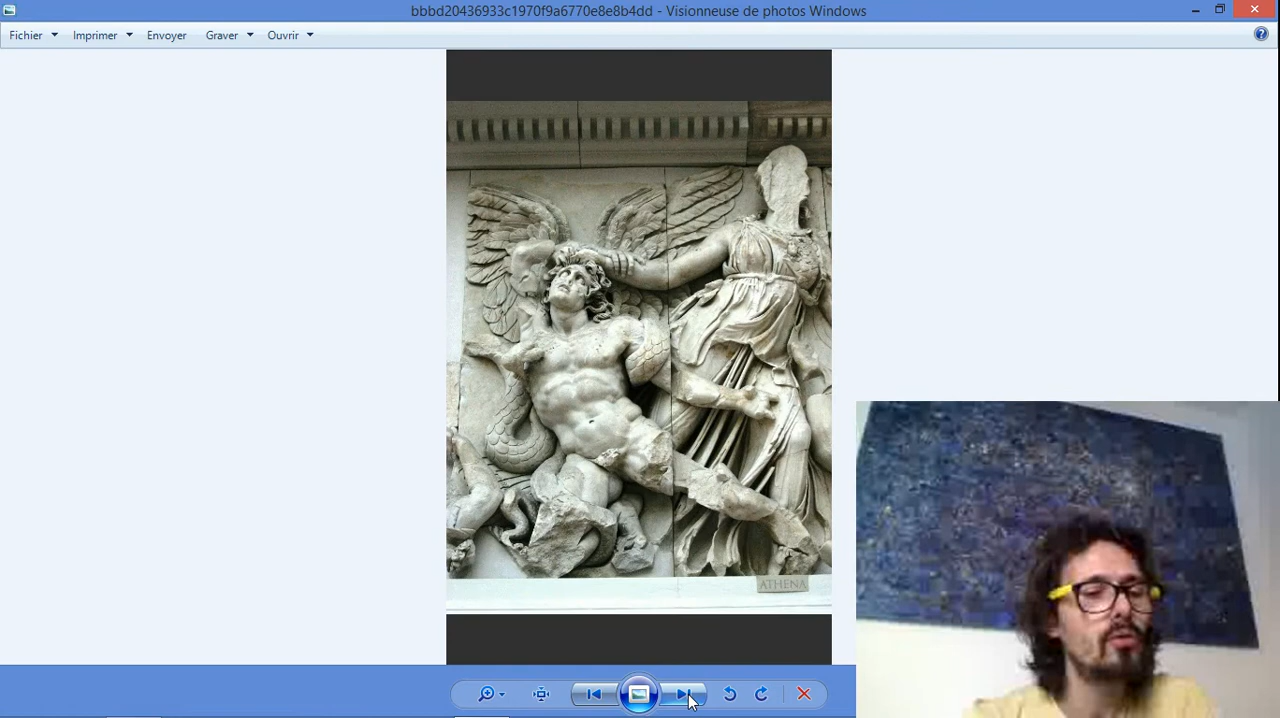 bbbd20436933c1970f9a6770e8e8b4dd - Visionneuse de photos Windows
Fichier Imprimer Envoyer Graver Ouvrir
ATHENA